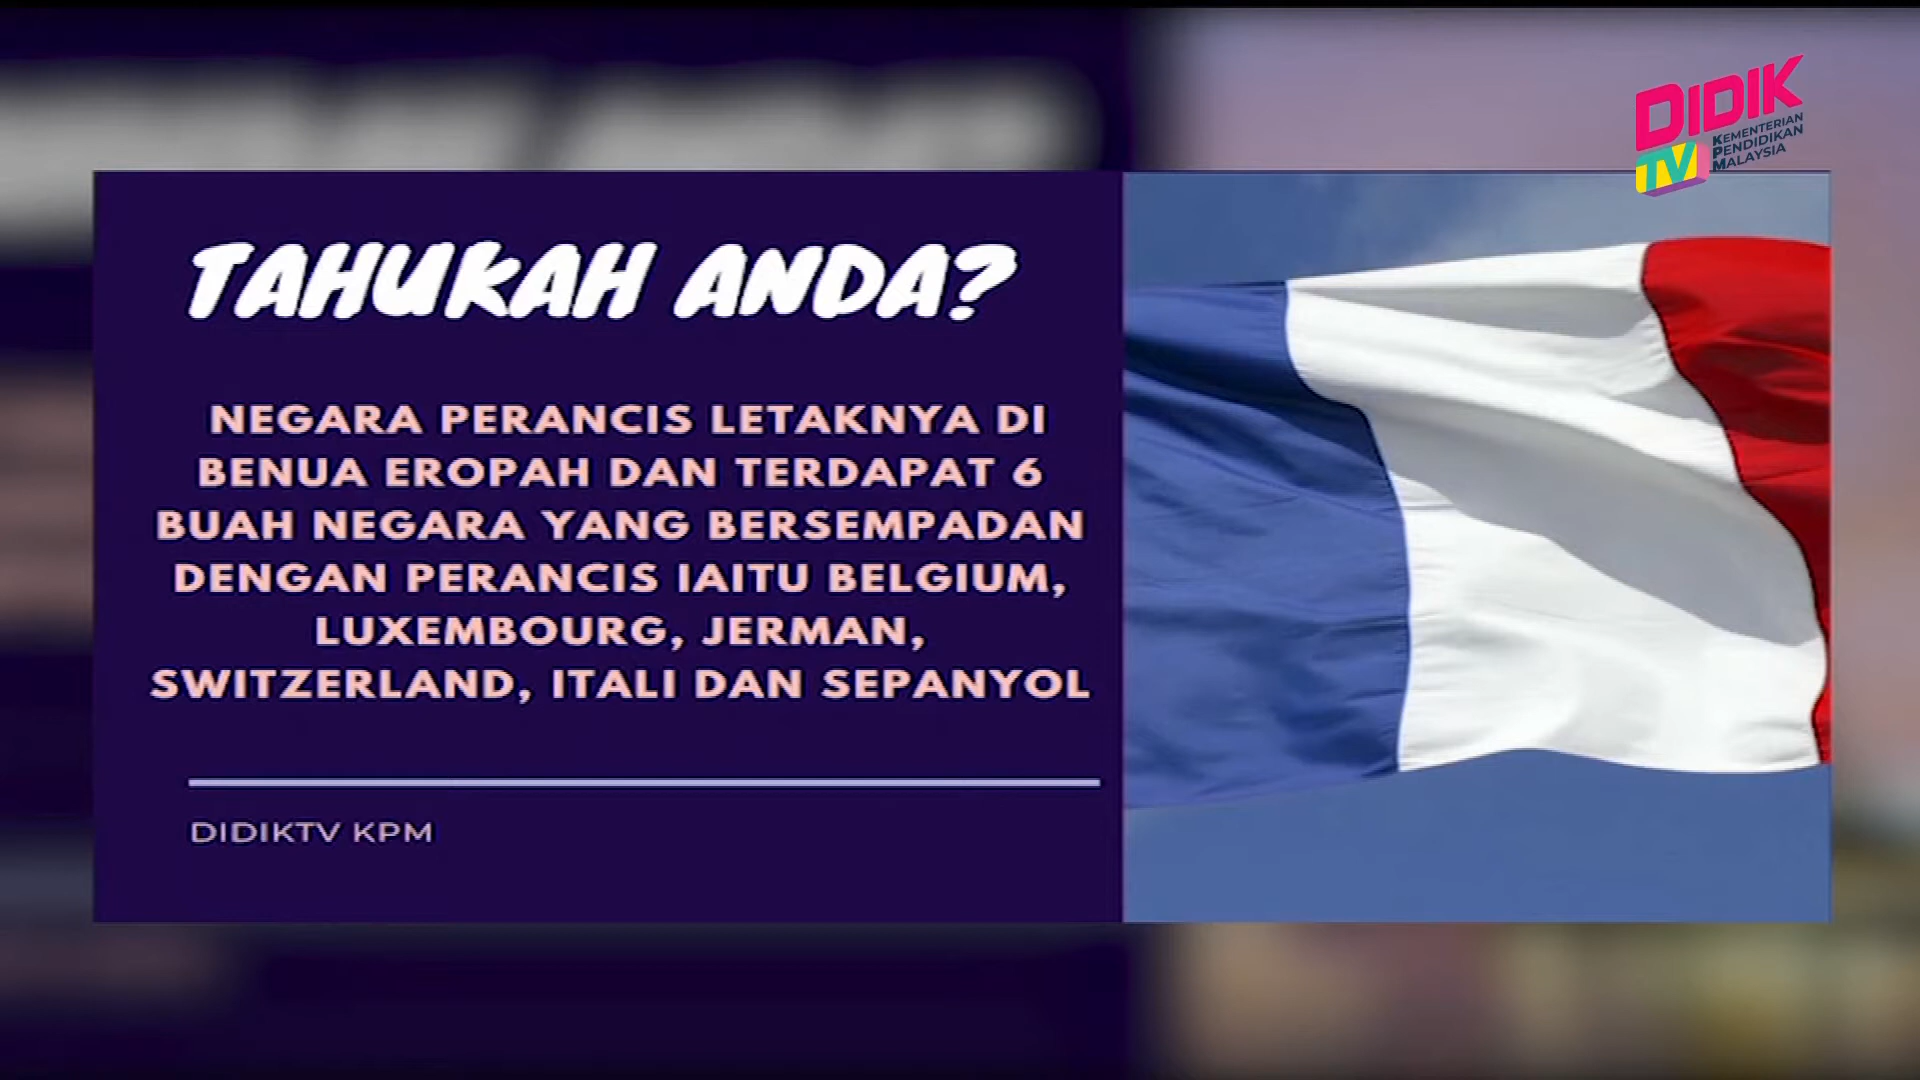 DIDIK
TV
KEMENTERIAN
PENDIDIKAN
MALAYSIA
TAHUKAH ANDA?
NEGARA PERANCIS LETAKNYA DI
BENUA EROPAH DAN TERDAPAT 6
BUAH NEGARA YANG BERSEMPADAN
DENGAN PERANCIS IAITU BELGIUM,
LUXEMBOURG, JERMAN,
SWITZERLAND, ITALI DAN SEPANYOL
DIDIKTV KPM